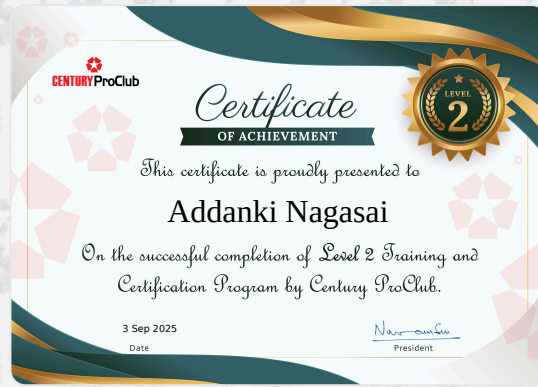 CENTURY ProClub
LEVEL
2
Certificate
OF ACHIEVEMENT
This certificate is proudly presented to
Addanki Nagasai
On the successful completion of Level 2 Training and
Certification Program by Century ProClub.
3 Sep 2025
Date
President